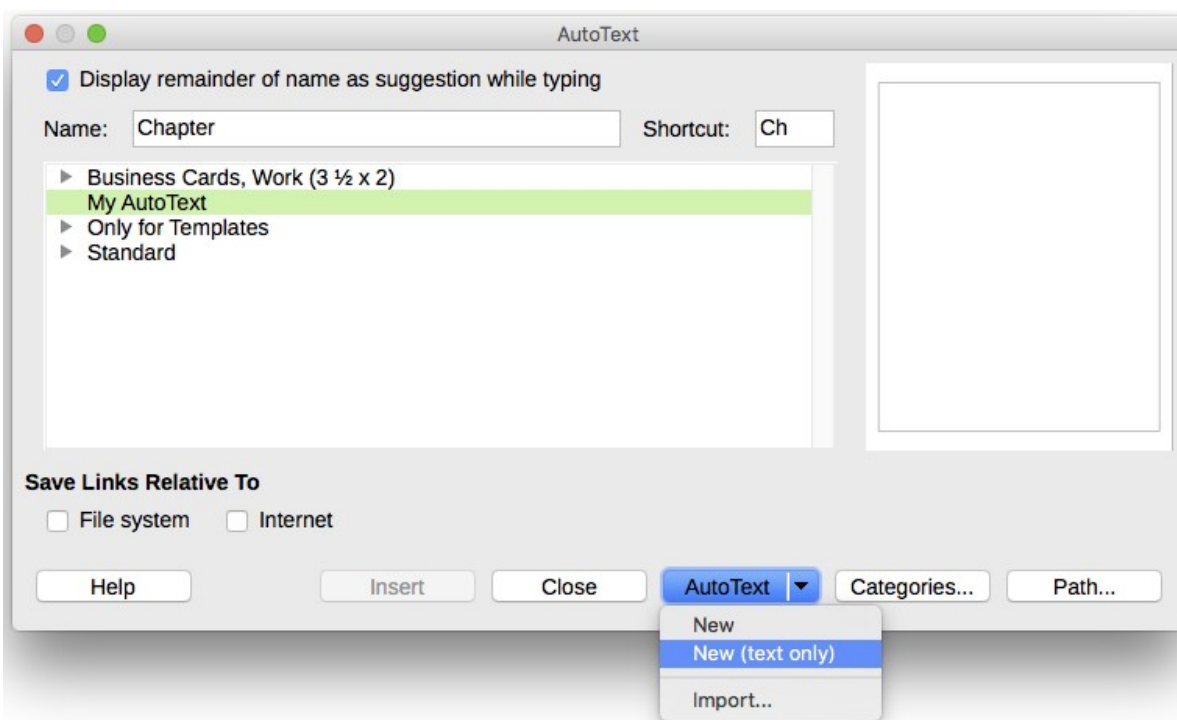 AutoText
Display remainder of name as suggestion while typing
Name: Chapter Shortcut: Ch
Business Cards, Work (3 ½ x 2)
My AutoText
Only for Templates
Standard
Save Links Relative To
File system Internet
Help Insert Close AutoText Categories... Path...
New
New (text only)
Import...